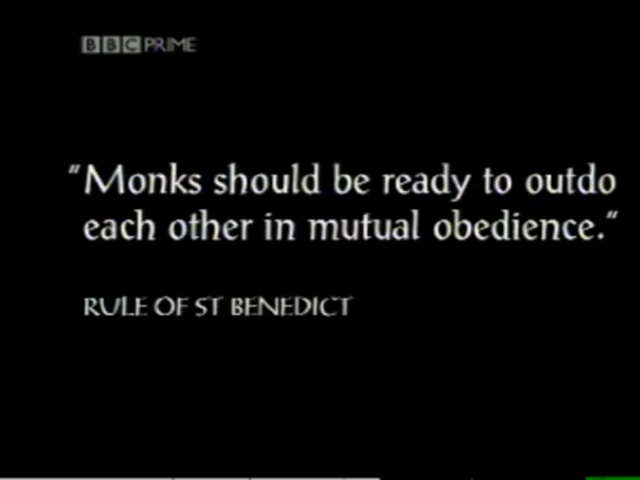 BBC PRIME
"Monks should be ready to outdo
each other in mutual obedience."
RULE OF ST BENEDICT